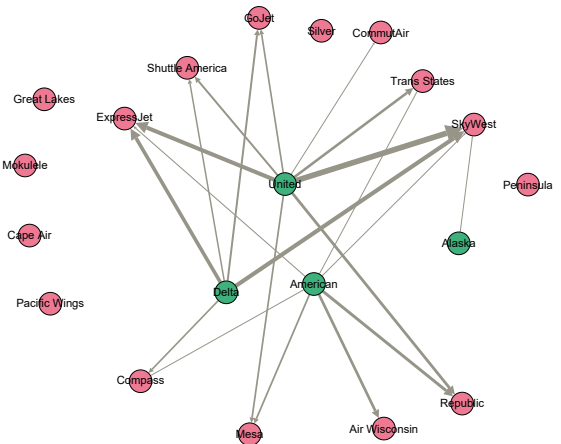 GoJet
Silver
CommutAir
Shuttle America
Trans States
Great Lakes
ExpressJet
SkyWest
Mokulele
United
Peninsula
Cape Air
Alaska
Delta
American
Pacific Wings
Compass
Republic
Mesa
Air Wisconsin